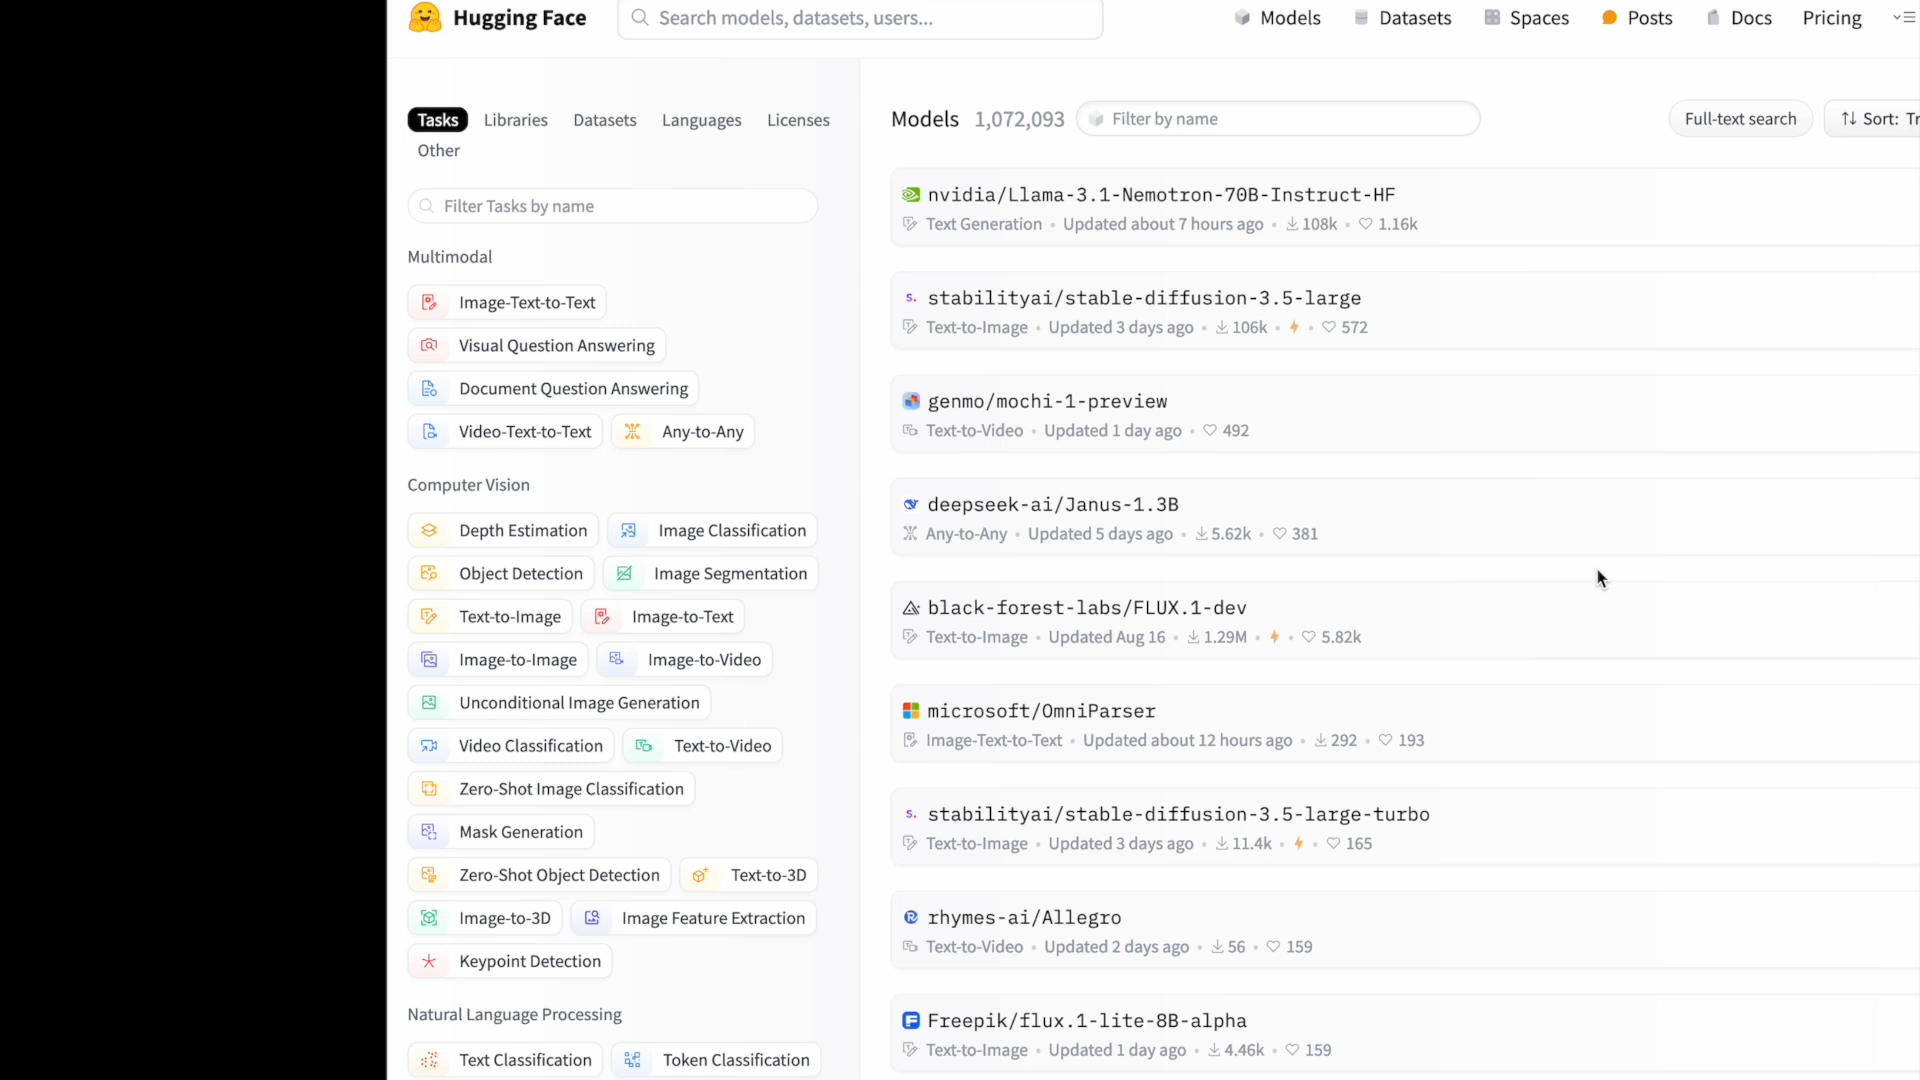 Hugging Face
Search models, datasets, users...
Models
Datasets
Spaces
Posts
Docs
Pricing
Tasks
Libraries
Datasets
Languages
Licenses
Other
Filter Tasks by name
Multimodal
Image-Text-to-Text
Visual Question Answering
Document Question Answering
Video-Text-to-Text
Any-to-Any
Computer Vision
Depth Estimation
Image Classification
Object Detection
Image Segmentation
Text-to-Image
Image-to-Text
Image-to-Image
Image-to-Video
Unconditional Image Generation
Video Classification
Text-to-Video
Zero-Shot Image Classification
Mask Generation
Zero-Shot Object Detection
Text-to-3D
Image-to-3D
Image Feature Extraction
Keypoint Detection
Natural Language Processing
Text Classification
Token Classification
Models 1,072,093
Filter by name
Full-text search
Sort: Tr
nvidia/Llama-3.1-Nemotron-70B-Instruct-HF
Text Generation • Updated about 7 hours ago • 108k • 1.16k
stabilityai/stable-diffusion-3.5-large
Text-to-Image • Updated 3 days ago • 106k • • 572
genmo/mochi-1-preview
Text-to-Video • Updated 1 day ago • 492
deepseek-ai/Janus-1.3B
Any-to-Any • Updated 5 days ago • 5.62k • 381
black-forest-labs/FLUX.1-dev
Text-to-Image • Updated Aug 16 • 1.29M • • 5.82k
microsoft/OmniParser
Image-Text-to-Text • Updated about 12 hours ago • 292 • 193
stabilityai/stable-diffusion-3.5-large-turbo
Text-to-Image • Updated 3 days ago • 11.4k • • 165
rhymes-ai/Allegro
Text-to-Video • Updated 2 days ago • 56 • 159
Freepik/flux.1-lite-8B-alpha
Text-to-Image • Updated 1 day ago • 4.46k • 159